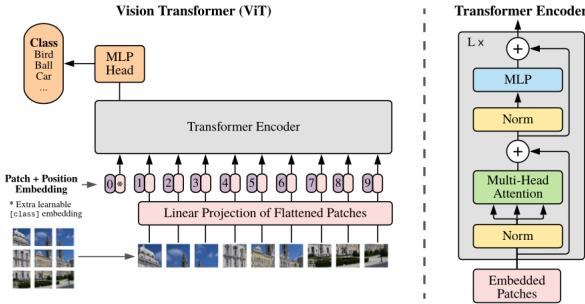 Vision Transformer (ViT)
Class
Bird
Ball
Car
...
MLP
Head
Transformer Encoder
Patch + Position
Embedding
0 * 1 2 3 4 5 6 7 8 9
* Extra learnable
[class] embedding
Linear Projection of Flattened Patches
Transformer Encoder
L x
+
MLP
Norm
+
Multi-Head
Attention
Norm
Embedded
Patches